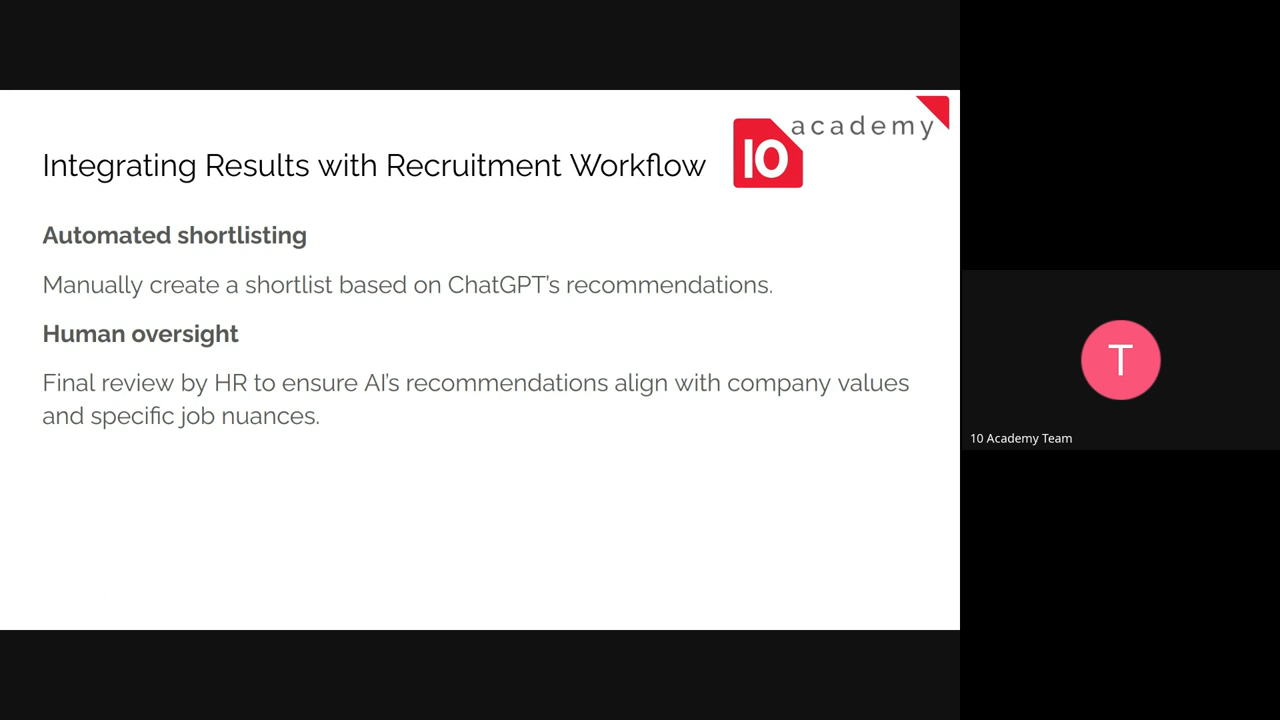 10 academy
Integrating Results with Recruitment Workflow
Automated shortlisting
Manually create a shortlist based on ChatGPT’s recommendations.
Human oversight
Final review by HR to ensure AI’s recommendations align with company values
and specific job nuances.
T
10 Academy Team